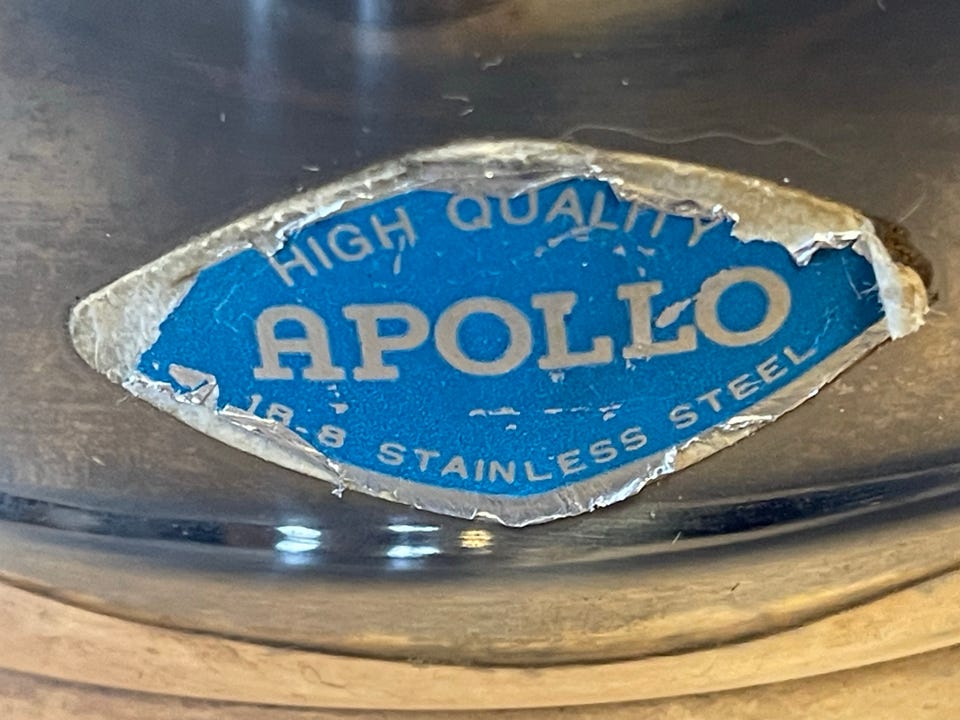 HIGH QUALITY
APOLLO
18-8 STAINLESS STEEL